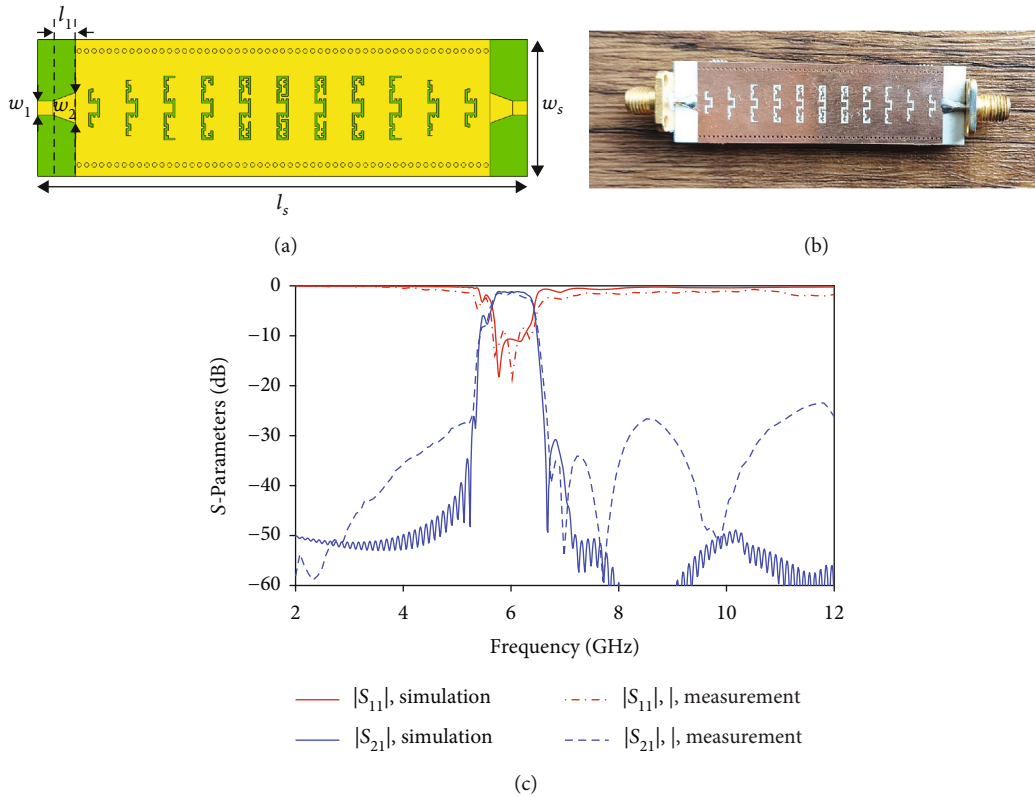 l1
w1
w2
ws
ls
(a)
(b)
0
−10
−20
−30
−40
−50
−60
S-Parameters (dB)
2 4 6 8 10 12
Frequency (GHz)
|S11|, simulation
|S11|, |, measurement
|S21|, simulation
|S21|, |, measurement
(c)